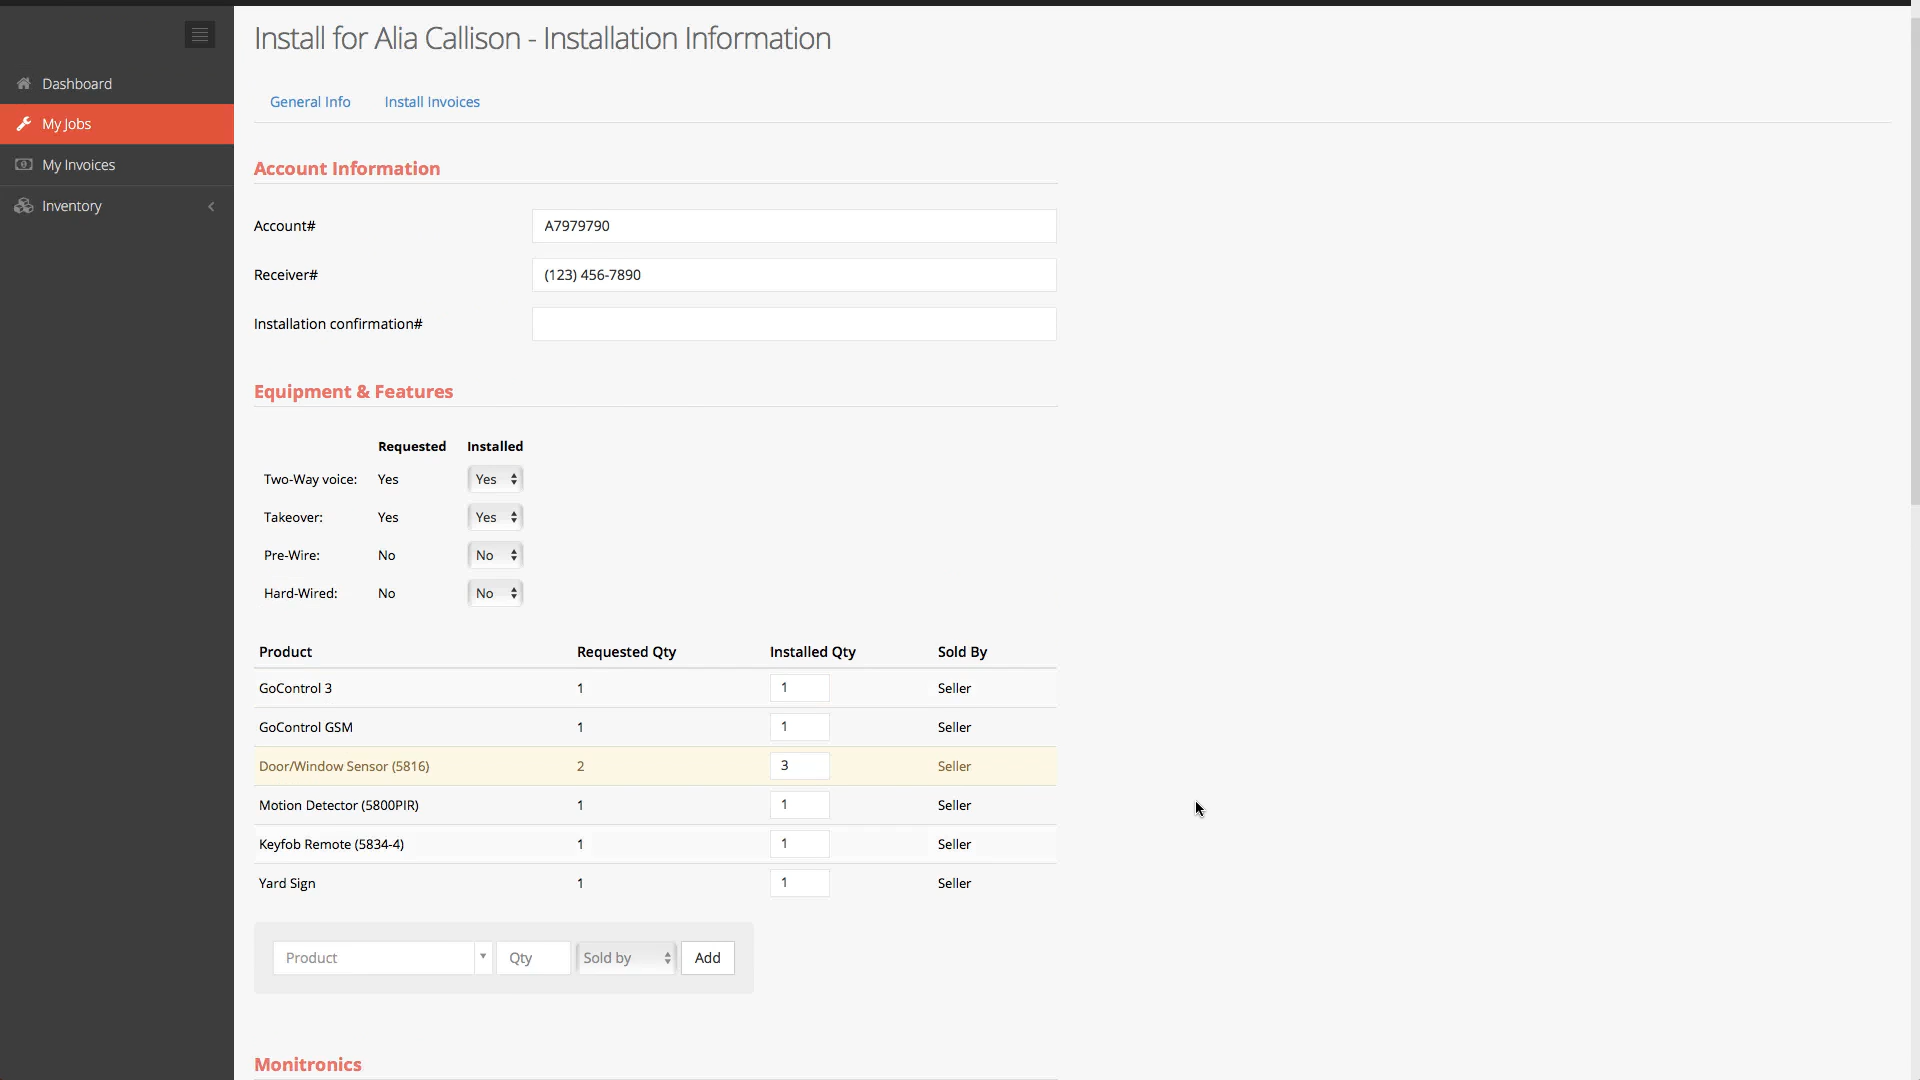 Install for Alia Callison - Installation Information
Dashboard
My Jobs
My Invoices
Inventory
General Info Install Invoices
Account Information
Account# A7979790
Receiver# (123) 456-7890
Installation confirmation#
Equipment & Features
Requested Installed
Two-Way voice: Yes Yes
Takeover: Yes Yes
Pre-Wire: No No
Hard-Wired: No No
Product Requested Qty Installed Qty Sold By
GoControl 3 1 1 Seller
GoControl GSM 1 1 Seller
Door/Window Sensor (5816) 2 3 Seller
Motion Detector (5800PIR) 1 1 Seller
Keyfob Remote (5834-4) 1 1 Seller
Yard Sign 1 1 Seller
Product Qty Sold by Add
Monitronics